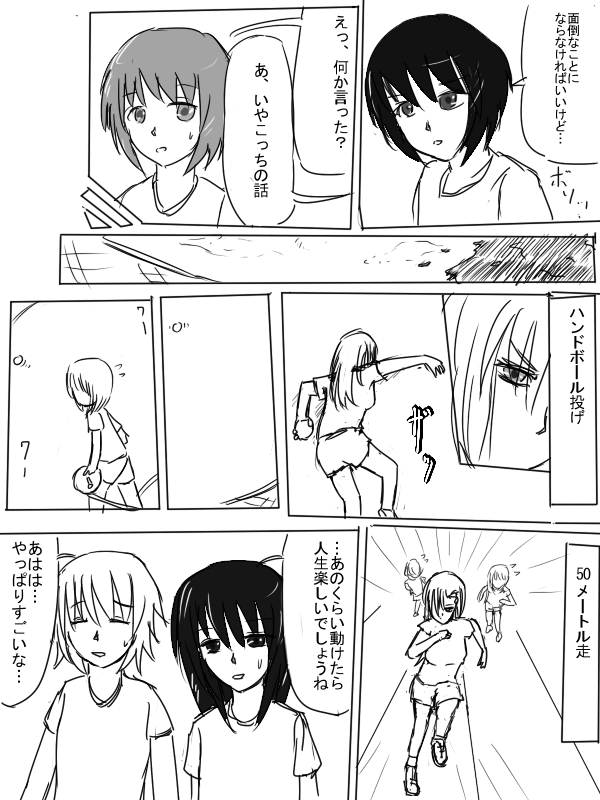 面倒なことに
ならなければいいけど…
ボソッ
えっ、何か言った？
あ、いやこっちの話
ハンドボール投げ
ザッ
ワー
ワー
50メートル走
…あのくらい動けたら
人生楽しいでしょうね
あはは…
やっぱりすごいな…